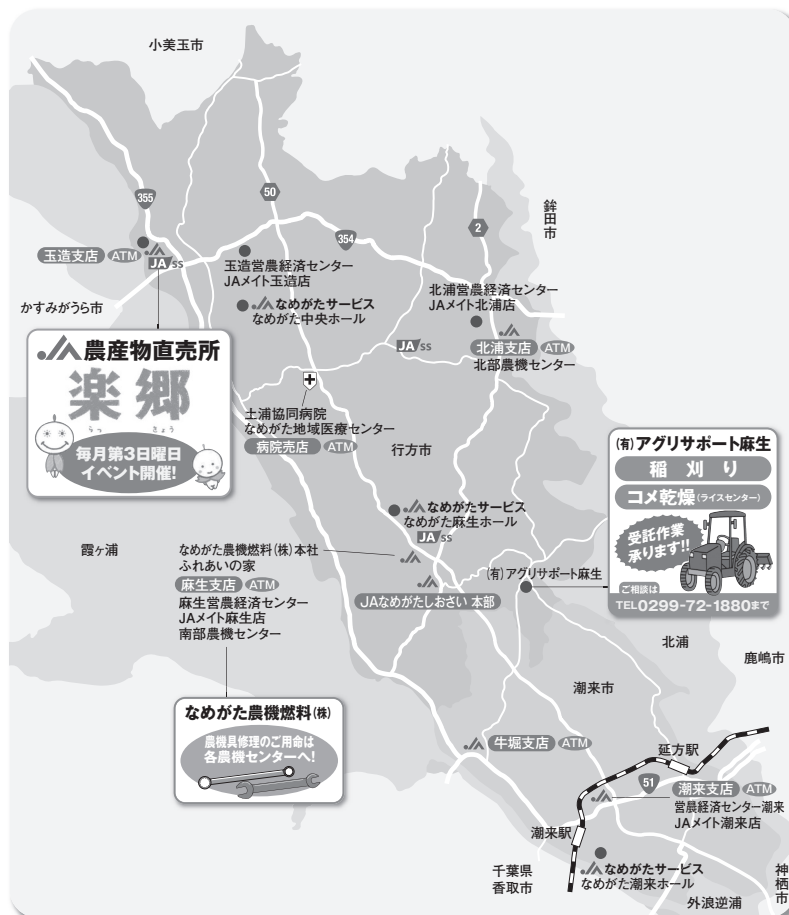 小美玉市
355
50
354
2
鉾田市
玉造支店 ATM
JA SS
玉造営農経済センター
JAメイト玉造店
北浦営農経済センター
JAメイト北浦店
かすみがうら市
なめがたサービス
なめがた中央ホール
JA SS
北浦支店 ATM
北部農機センター
農産物直売所
楽郷
らっ きょう
毎月第3日曜日
イベント開催!
土浦協同病院
なめがた地域医療センター
病院売店 ATM
行方市
(有)アグリサポート麻生
稲刈り
コメ乾燥(ライスセンター)
受託作業
承ります!!
ご相談は
TEL0299-72-1880まで
なめがたサービス
なめがた麻生ホール
JA SS
霞ヶ浦
なめがた農機燃料(株)本社
ふれあいの家
麻生支店 ATM
麻生営農経済センター
JAメイト麻生店
南部農機センター
(有)アグリサポート麻生
JAなめがたしおさい 本部
北浦
鹿嶋市
潮来市
なめがた農機燃料(株)
農機具修理のご用命は
各農機センターへ!
牛堀支店 ATM
延方駅
51
潮来支店 ATM
営農経済センター潮来
JAメイト潮来店
潮来駅
千葉県
香取市
なめがたサービス
なめがた潮来ホール
神栖市
外浪逆浦